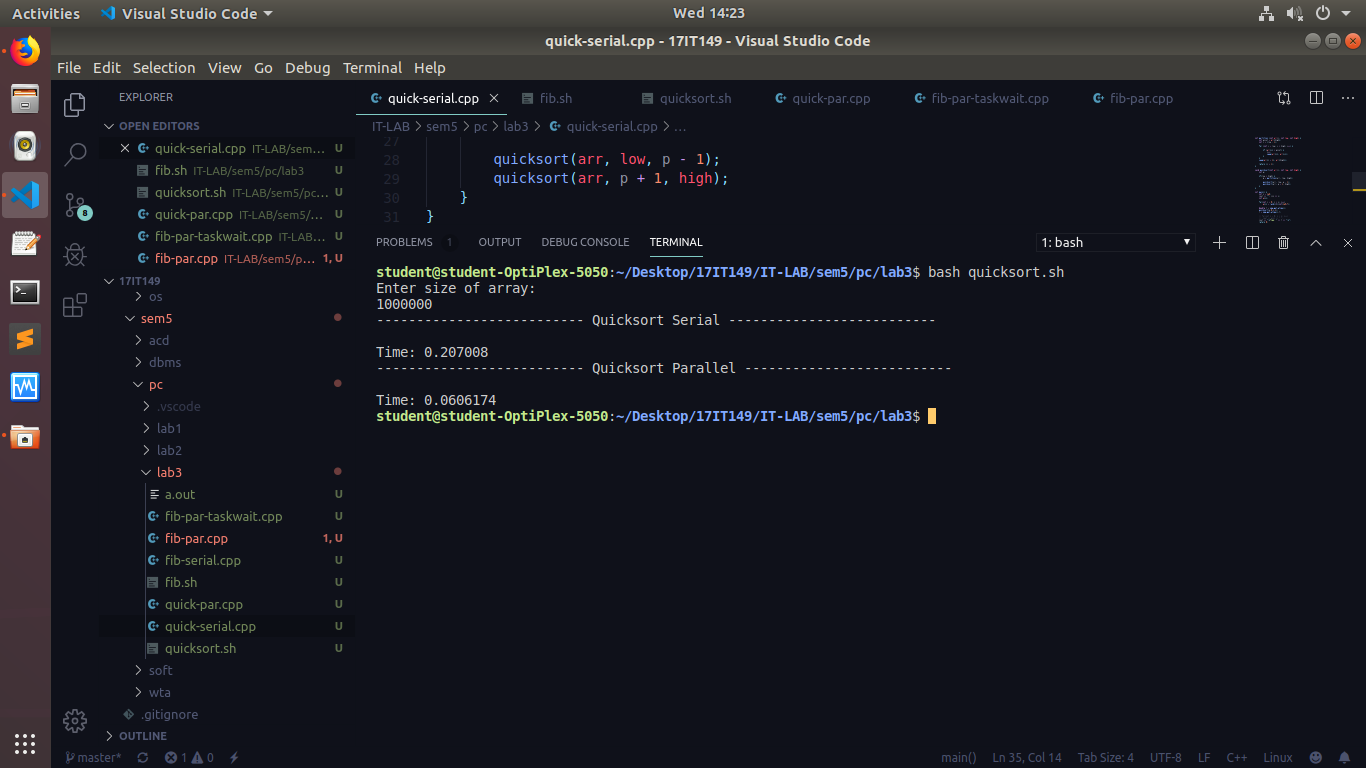 Activities Visual Studio Code Wed 14:23
quick-serial.cpp - 17IT149 - Visual Studio Code
File Edit Selection View Go Debug Terminal Help
EXPLORER
OPEN EDITORS
quick-serial.cpp IT-LAB/sem... U
fib.sh IT-LAB/sem5/pc/lab3 U
quicksort.sh IT-LAB/sem5/pc... U
quick-par.cpp IT-LAB/sem5/... U
fib-par-taskwait.cpp IT-LAB... U
fib-par.cpp IT-LAB/sem5/p... 1, U
17IT149
os
sem5
acd
dbms
pc
.vscode
lab1
lab2
lab3
a.out U
fib-par-taskwait.cpp U
fib-par.cpp 1, U
fib-serial.cpp U
fib.sh U
quick-par.cpp U
quick-serial.cpp U
quicksort.sh U
soft
wta
.gitignore
OUTLINE
8
quick-serial.cpp fib.sh quicksort.sh quick-par.cpp fib-par-taskwait.cpp fib-par.cpp
IT-LAB > sem5 > pc > lab3 > quick-serial.cpp > ...
27
28 quicksort(arr, low, p - 1);
29 quicksort(arr, p + 1, high);
30 }
31 }
PROBLEMS 1 OUTPUT DEBUG CONSOLE TERMINAL 1: bash
student@student-OptiPlex-5050:~/Desktop/17IT149/IT-LAB/sem5/pc/lab3$ bash quicksort.sh
Enter size of array:
1000000
-------------------------- Quicksort Serial --------------------------
Time: 0.207008
-------------------------- Quicksort Parallel --------------------------
Time: 0.0606174
student@student-OptiPlex-5050:~/Desktop/17IT149/IT-LAB/sem5/pc/lab3$
master* 1 0 main() Ln 35, Col 14 Tab Size: 4 UTF-8 LF C++ Linux